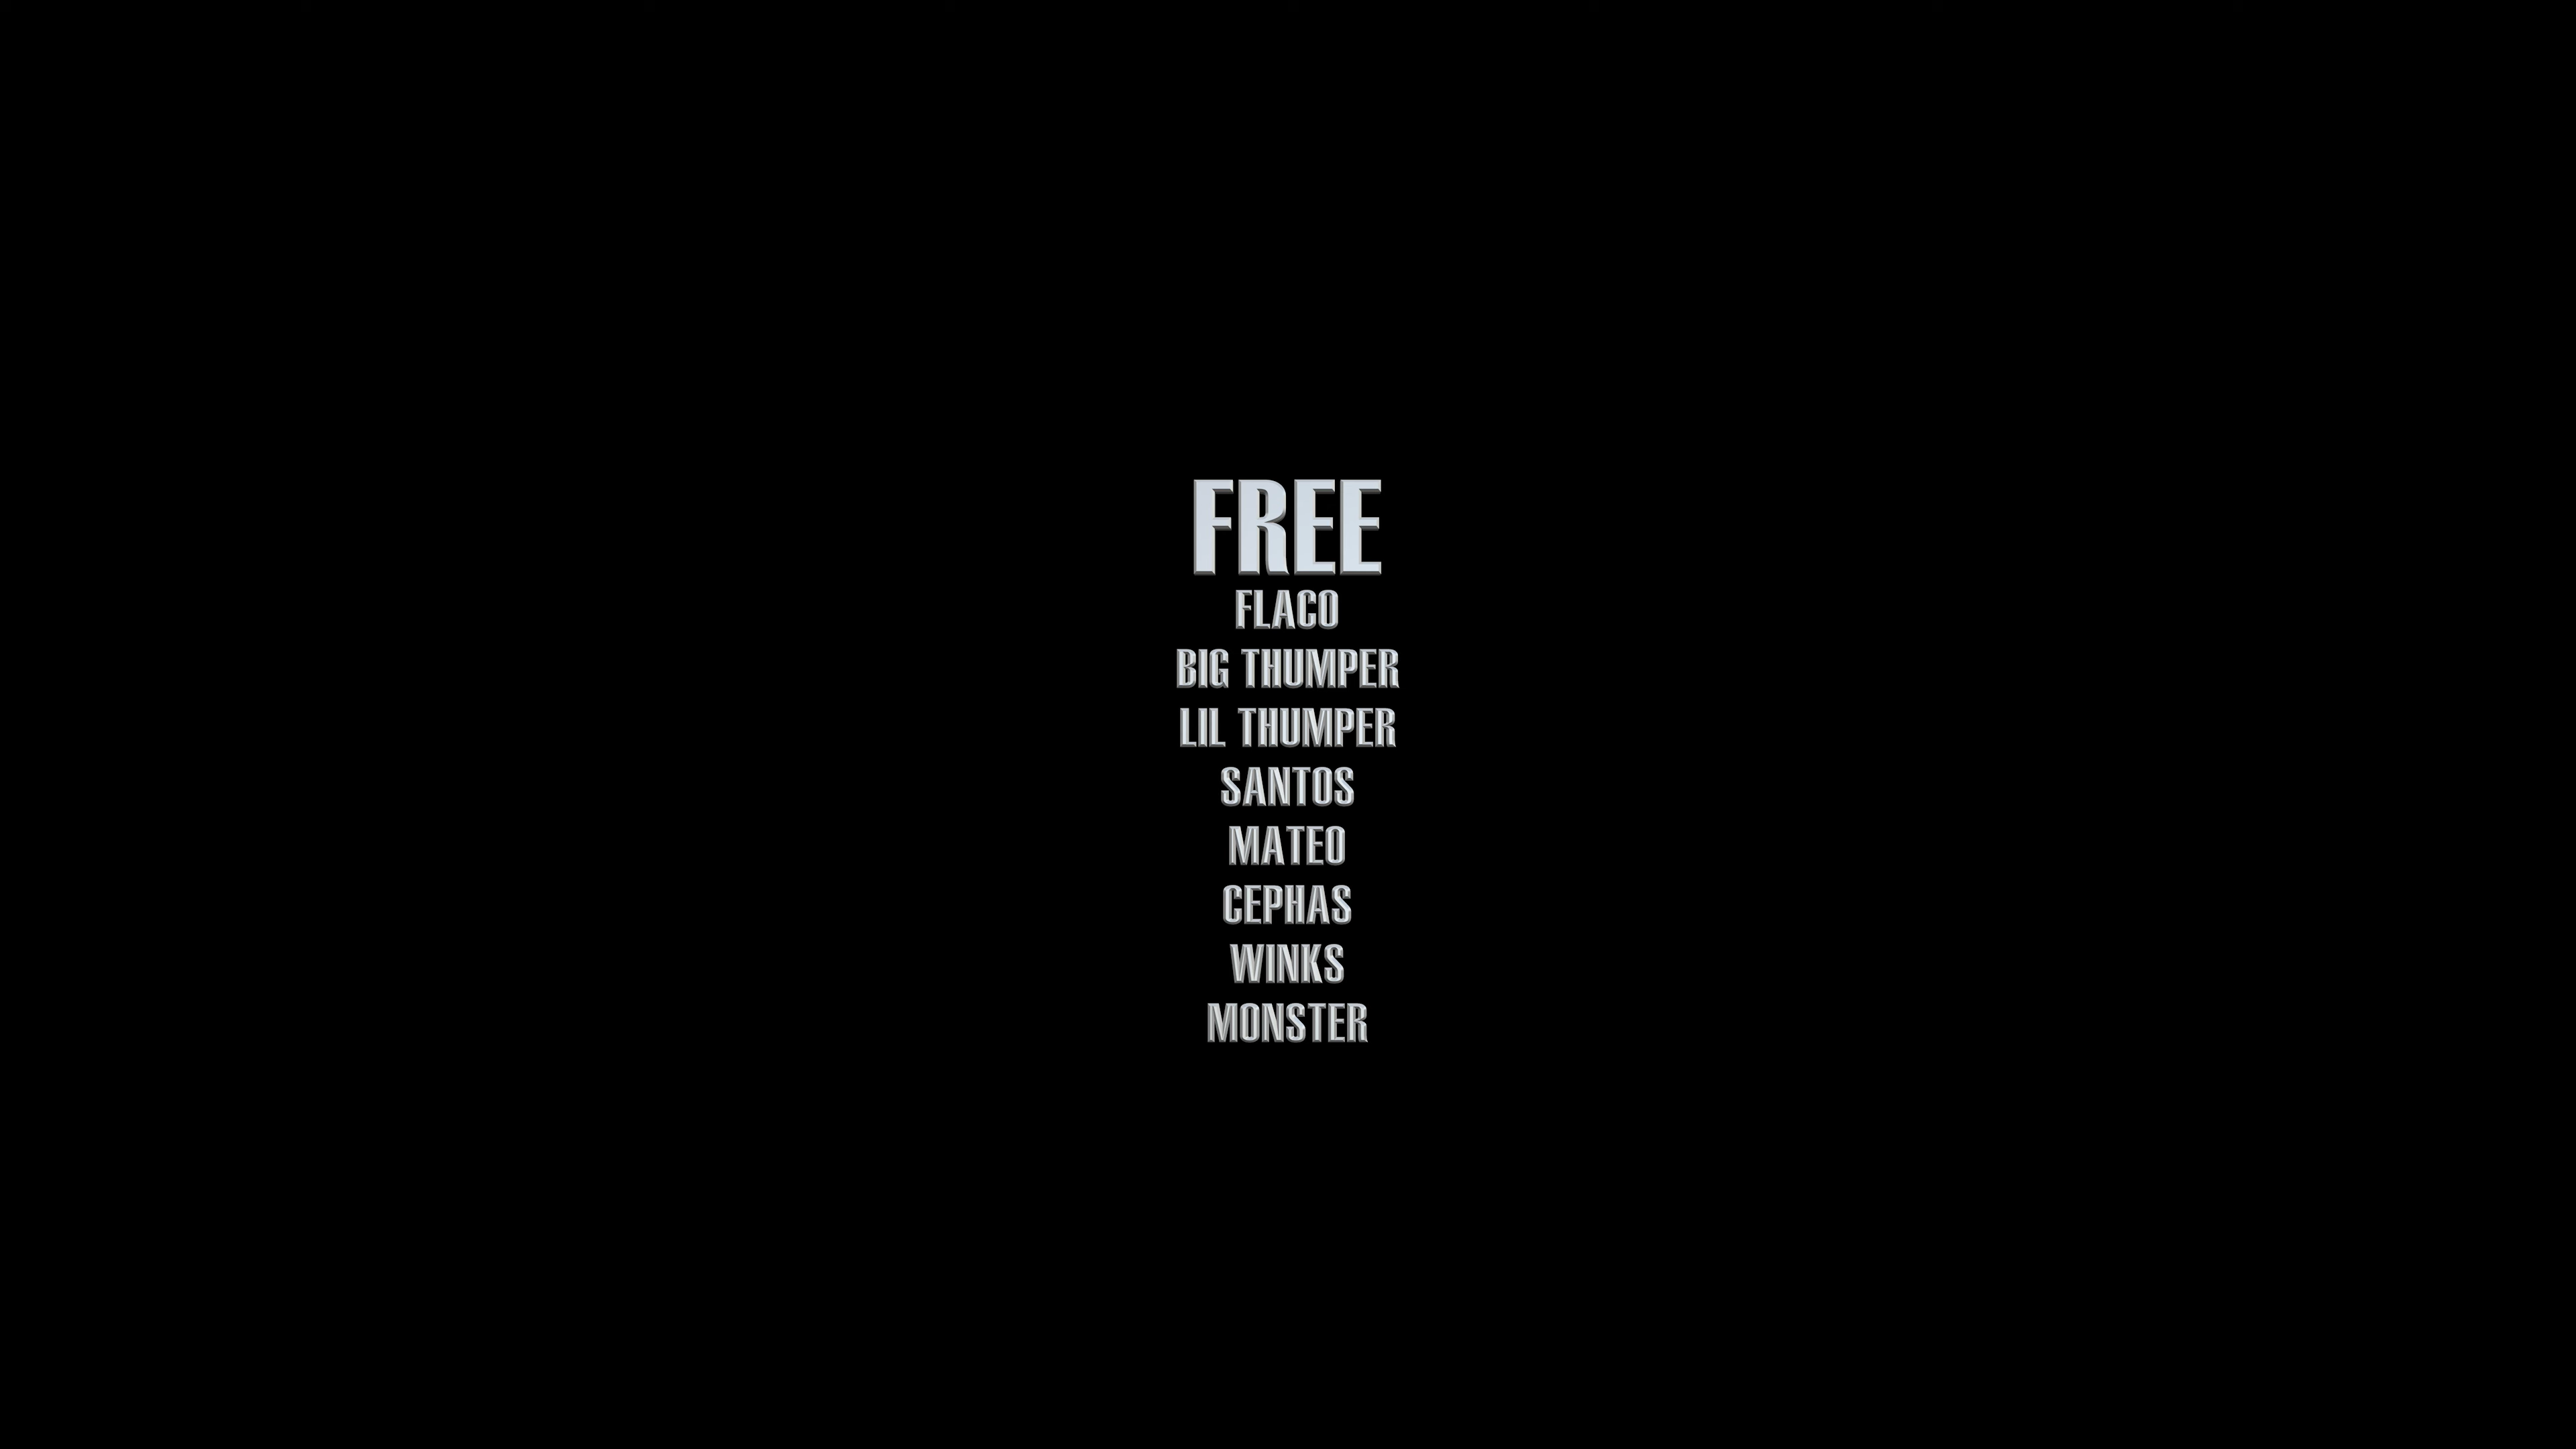 FREE
FLACO
BIG THUMPER
LIL THUMPER
SANTOS
MATEO
CEPHAS
WINKS
MONSTER